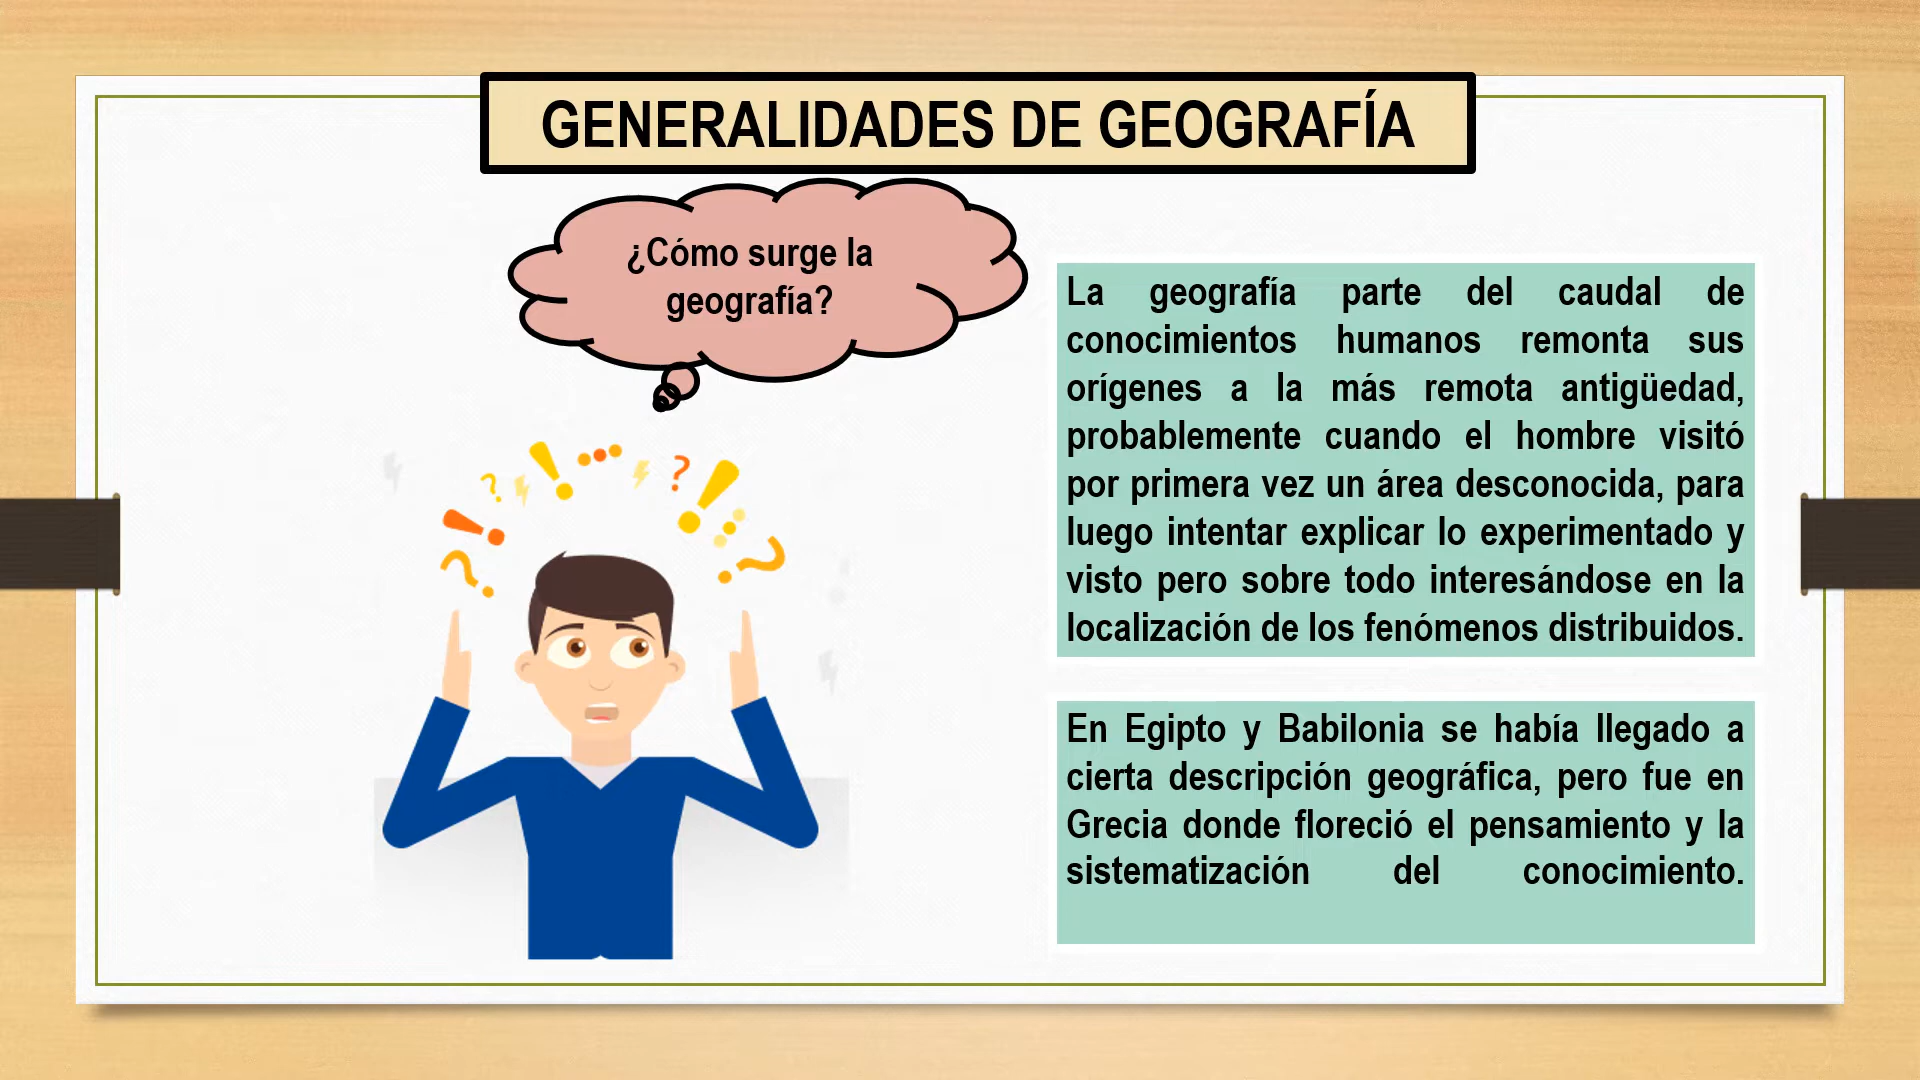 GENERALIDADES DE GEOGRAFÍA
¿Cómo surge la
geografía?
La geografía parte del caudal de
conocimientos humanos remonta sus
orígenes a la más remota antigüedad,
probablemente cuando el hombre visitó
por primera vez un área desconocida, para
luego intentar explicar lo experimentado y
visto pero sobre todo interesándose en la
localización de los fenómenos distribuidos.
En Egipto y Babilonia se había llegado a
cierta descripción geográfica, pero fue en
Grecia donde floreció el pensamiento y la
sistematización del conocimiento.